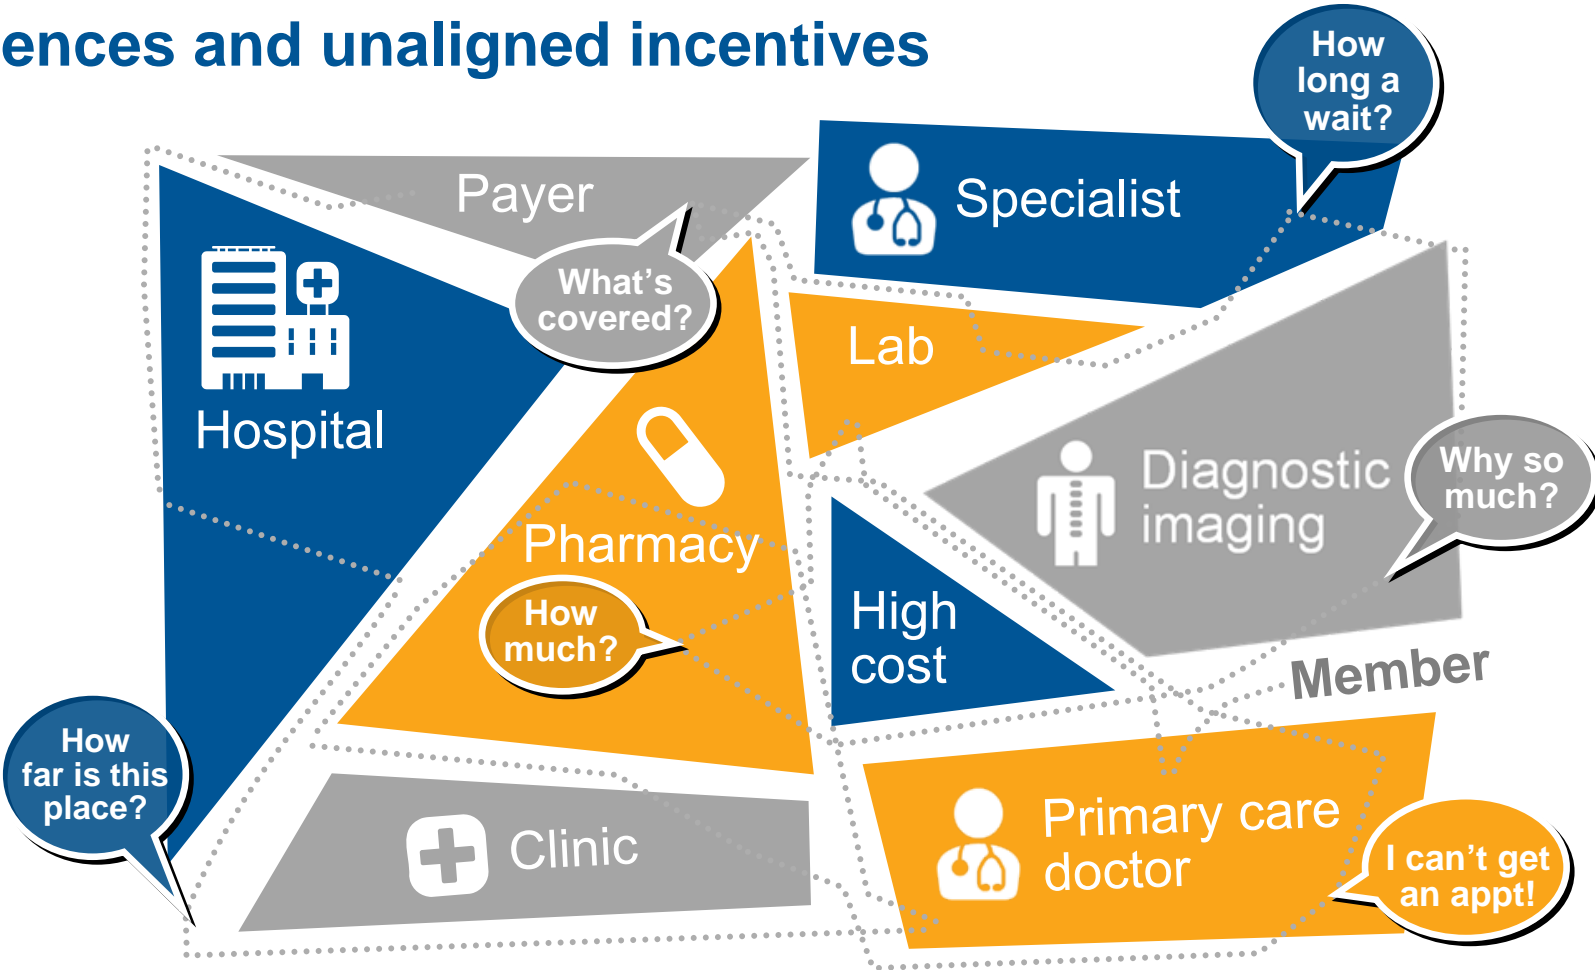 ences and unaligned incentives
How
long a
wait?
Payer
Specialist
What's
covered?
Lab
Hospital
Diagnostic
imaging
Why so
much?
Pharmacy
How
much?
High
cost
Member
How
far is this
place?
Clinic
Primary care
doctor
I can't get
an appt!